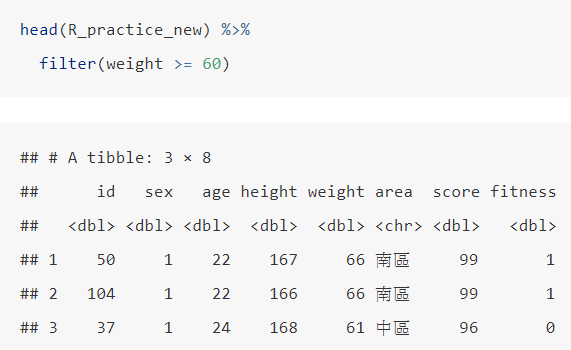 head(R_practice_new) %>%
  filter(weight >= 60)
## # A tibble: 3 × 8
##      id   sex   age height weight area  score fitness
##   <dbl> <dbl> <dbl>  <dbl>  <dbl> <chr> <dbl>   <dbl>
## 1    50     1    22    167     66 南區     99       1
## 2   104     1    22    166     66 南區     99       1
## 3    37     1    24    168     61 中區     96       0